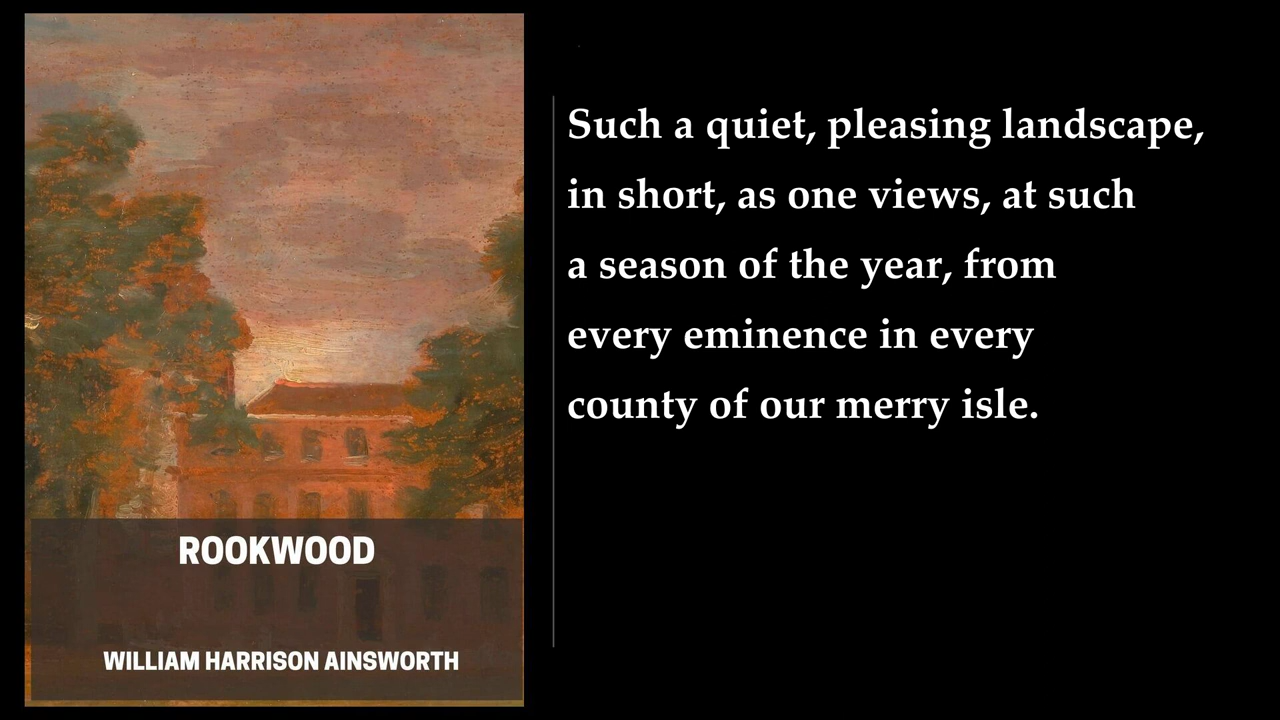 ROOKWOOD
WILLIAM HARRISON AINSWORTH
Such a quiet, pleasing landscape,
in short, as one views, at such
a season of the year, from
every eminence in every
county of our merry isle.